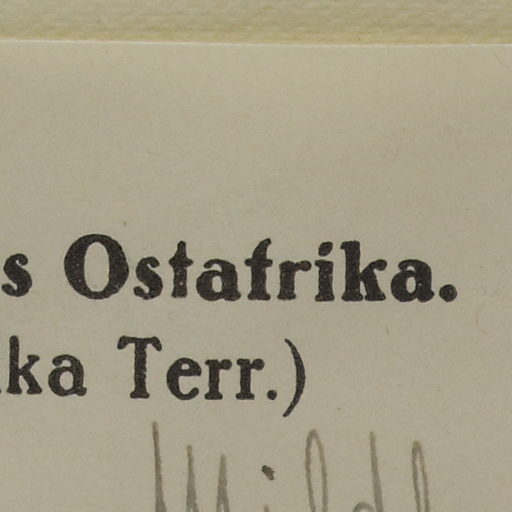 s Ostafrika.
ka Terr.)